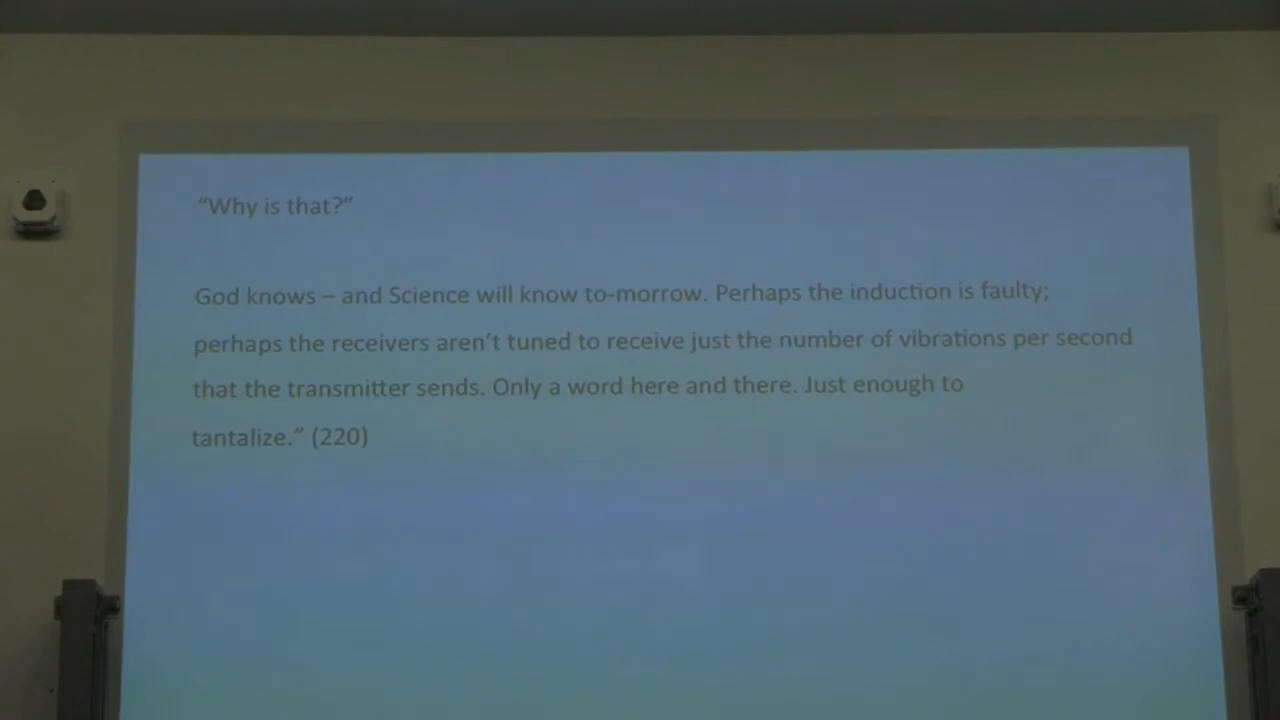 “Why is that?”
God knows – and Science will know to-morrow. Perhaps the induction is faulty;
perhaps the receivers aren’t tuned to receive just the number of vibrations per second
that the transmitter sends. Only a word here and there. Just enough to
tantalize.” (220)